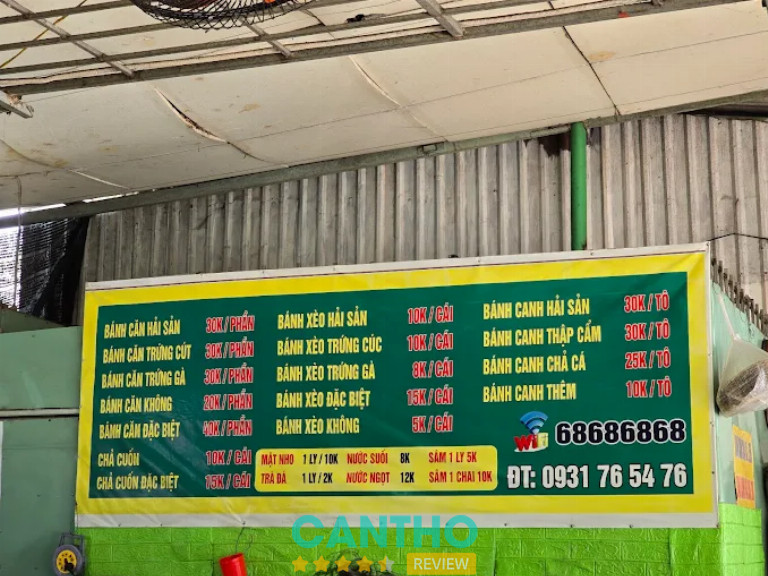 BÁNH CĂN HẢI SẢN 30K/PHẦN
BÁNH CĂN TRỨNG CÚT 30K/PHẦN
BÁNH CĂN TRỨNG GÀ 30K/PHẦN
BÁNH CĂN KHÔNG 20K/PHẦN
BÁNH CĂN ĐẶC BIỆT 40K/PHẦN
CHẢ CUỐN 10K/CÁI
CHẢ CUỐN ĐẶC BIỆT 15K/CÁI
BÁNH XÈO HẢI SẢN 10K/CÁI
BÁNH XÈO TRỨNG CÚC 10K/CÁI
BÁNH XÈO TRỨNG GÀ 8K/CÁI
BÁNH XÈO ĐẶC BIỆT 15K/CÁI
BÁNH XÈO KHÔNG 5K/CÁI
BÁNH CANH HẢI SẢN 30K/TÔ
BÁNH CANH THẬP CẨM 30K/TÔ
BÁNH CANH CHẢ CÁ 25K/TÔ
BÁNH CANH THÊM 10K/TÔ
MẬT NHO 1 LY/10K NƯỚC SUỐI 8K SÂM 1 LY 5K
TRÀ ĐÁ 1 LY/2K NƯỚC NGỌT 12K SÂM 1 CHAI 10K
Wifi 68686868
ĐT: 0931 76 54 76
CANTHO
REVIEW